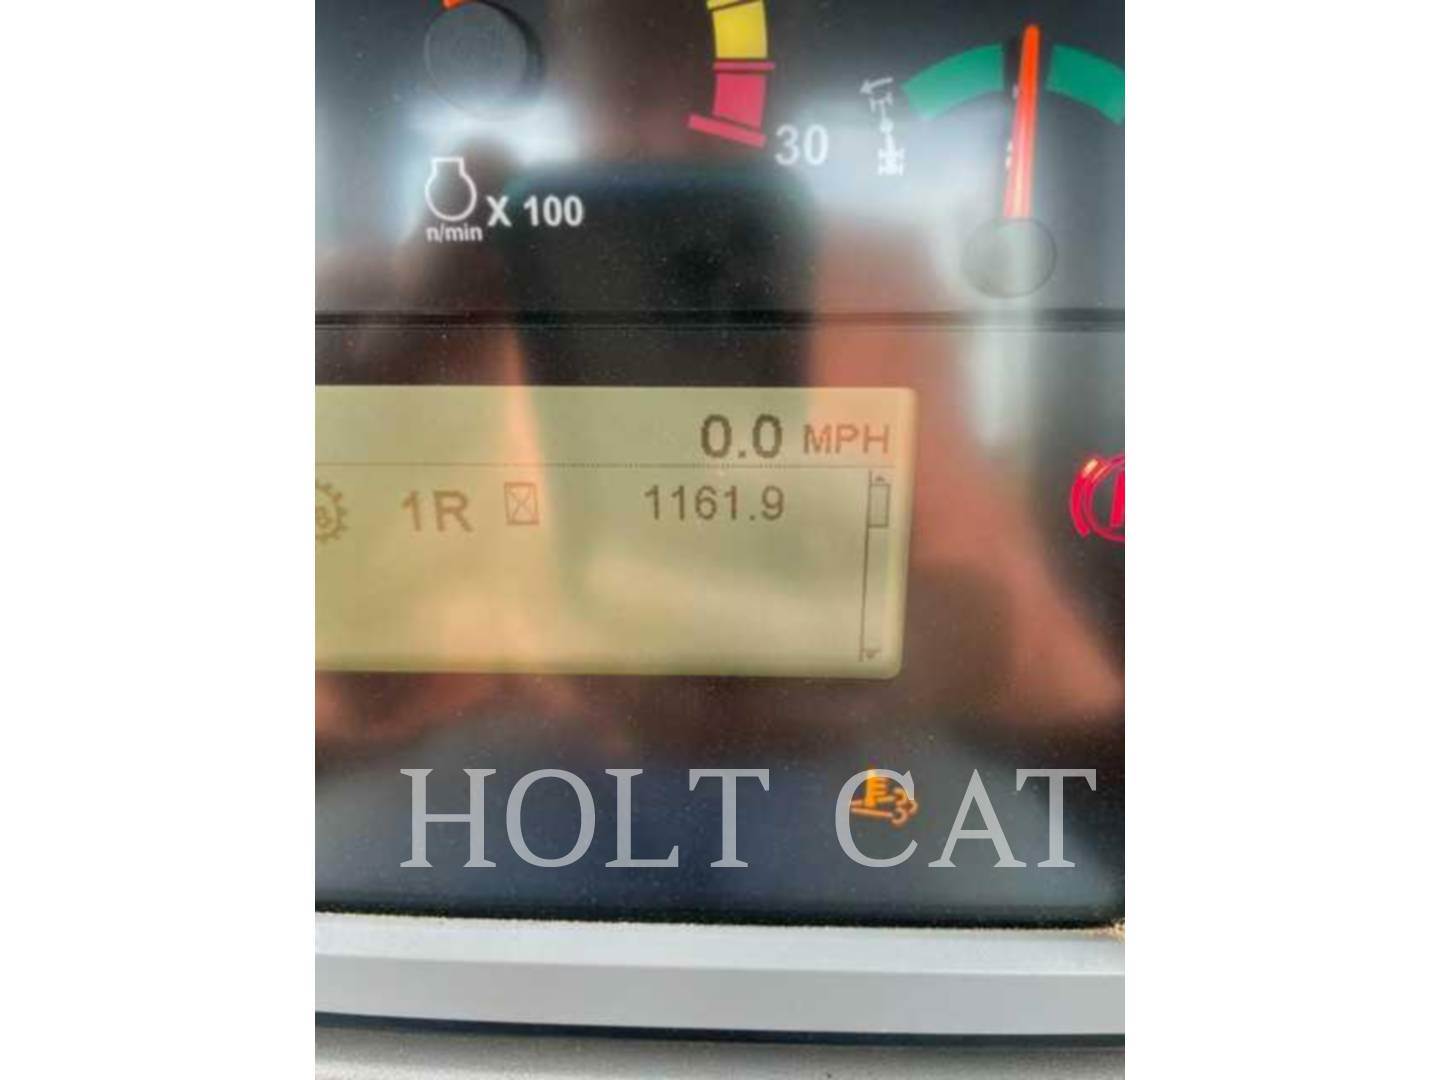 30
X 100
n/min
0.0 MPH
1R 1161.9
HOLT CAT